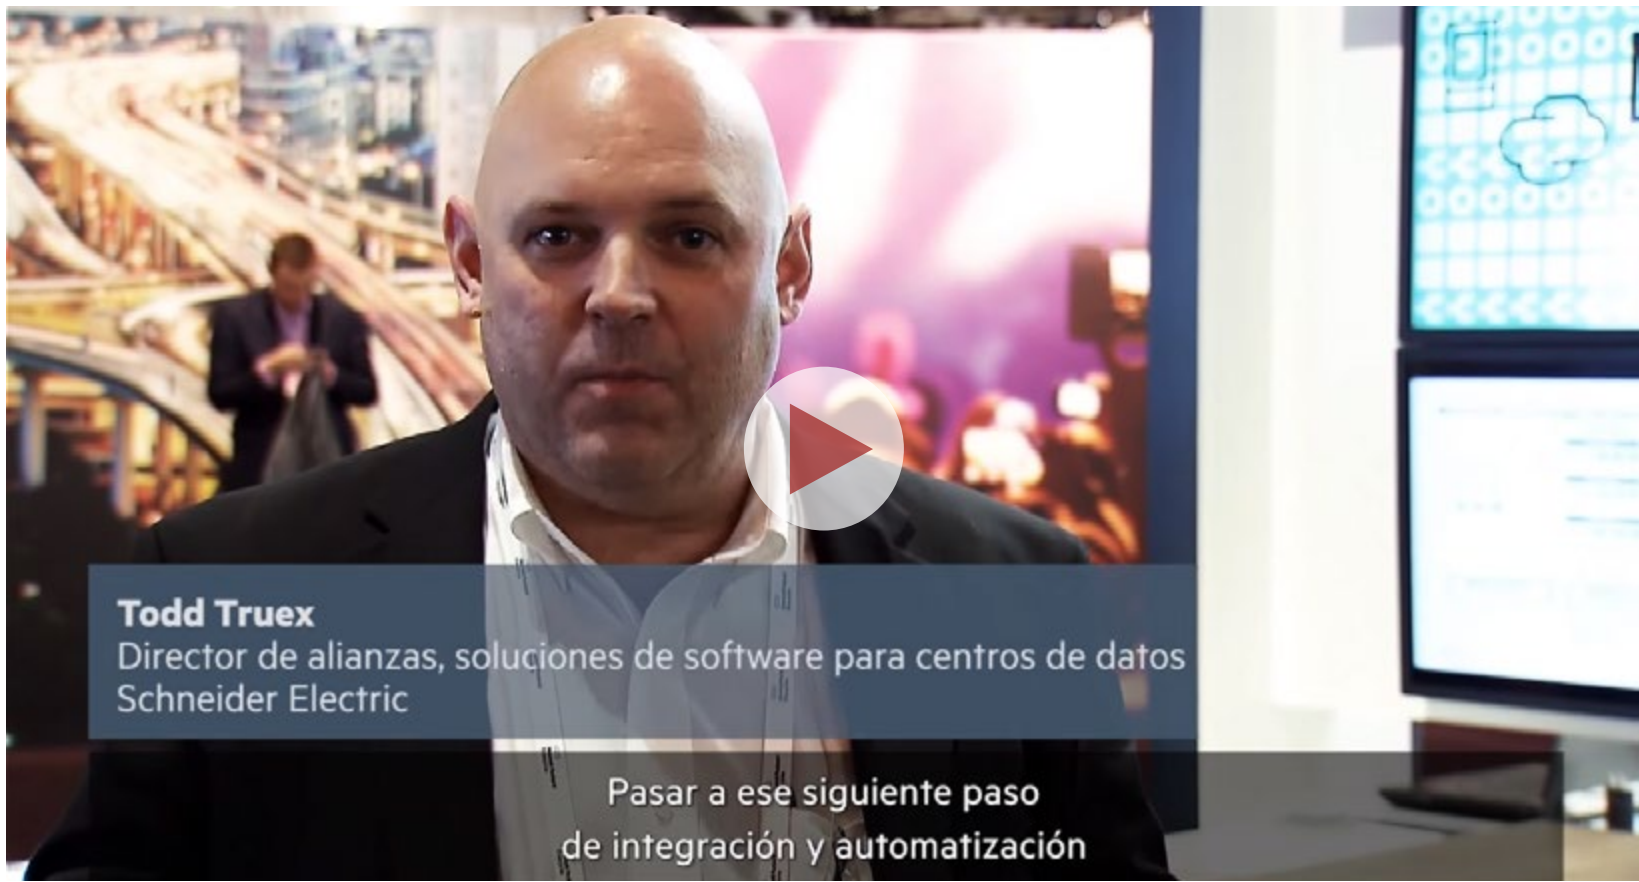 Todd Truex
Director de alianzas, soluciones de software para centros de datos
Schneider Electric
Pasar a ese siguiente paso
de integración y automatización